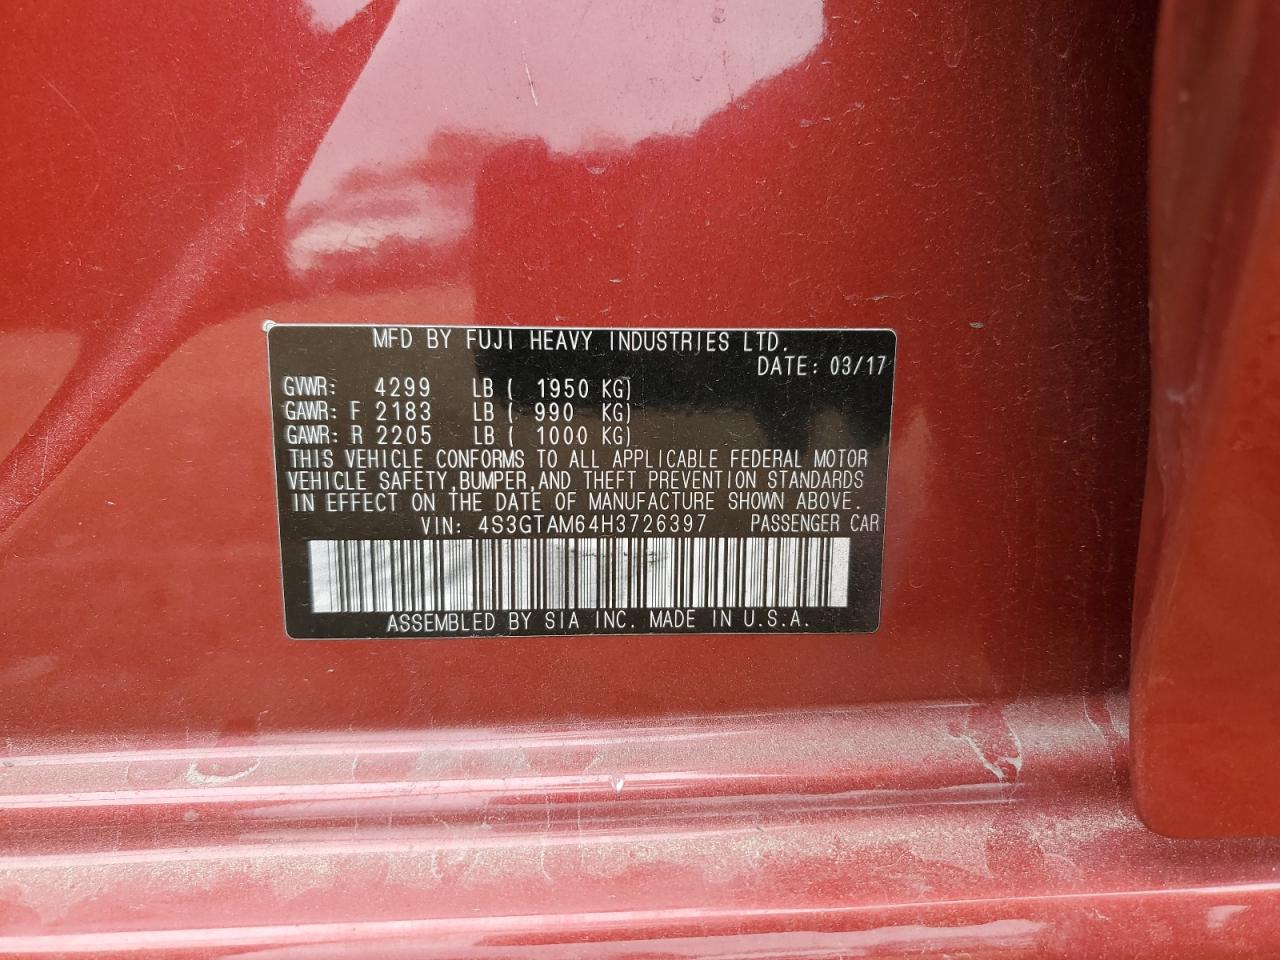 MFD BY FUJI HEAVY INDUSTRIES LTD.
DATE: 03/17
GVWR: 4299 LB ( 1950 KG)
GAWR: F 2183 LB ( 990 KG)
GAWR: R 2205 LB ( 1000 KG)
THIS VEHICLE CONFORMS TO ALL APPLICABLE FEDERAL MOTOR
VEHICLE SAFETY,BUMPER,AND THEFT PREVENTION STANDARDS
IN EFFECT ON THE DATE OF MANUFACTURE SHOWN ABOVE.
VIN: 4S3GTAM64H3726397 PASSENGER CAR
ASSEMBLED BY SIA INC. MADE IN U.S.A.